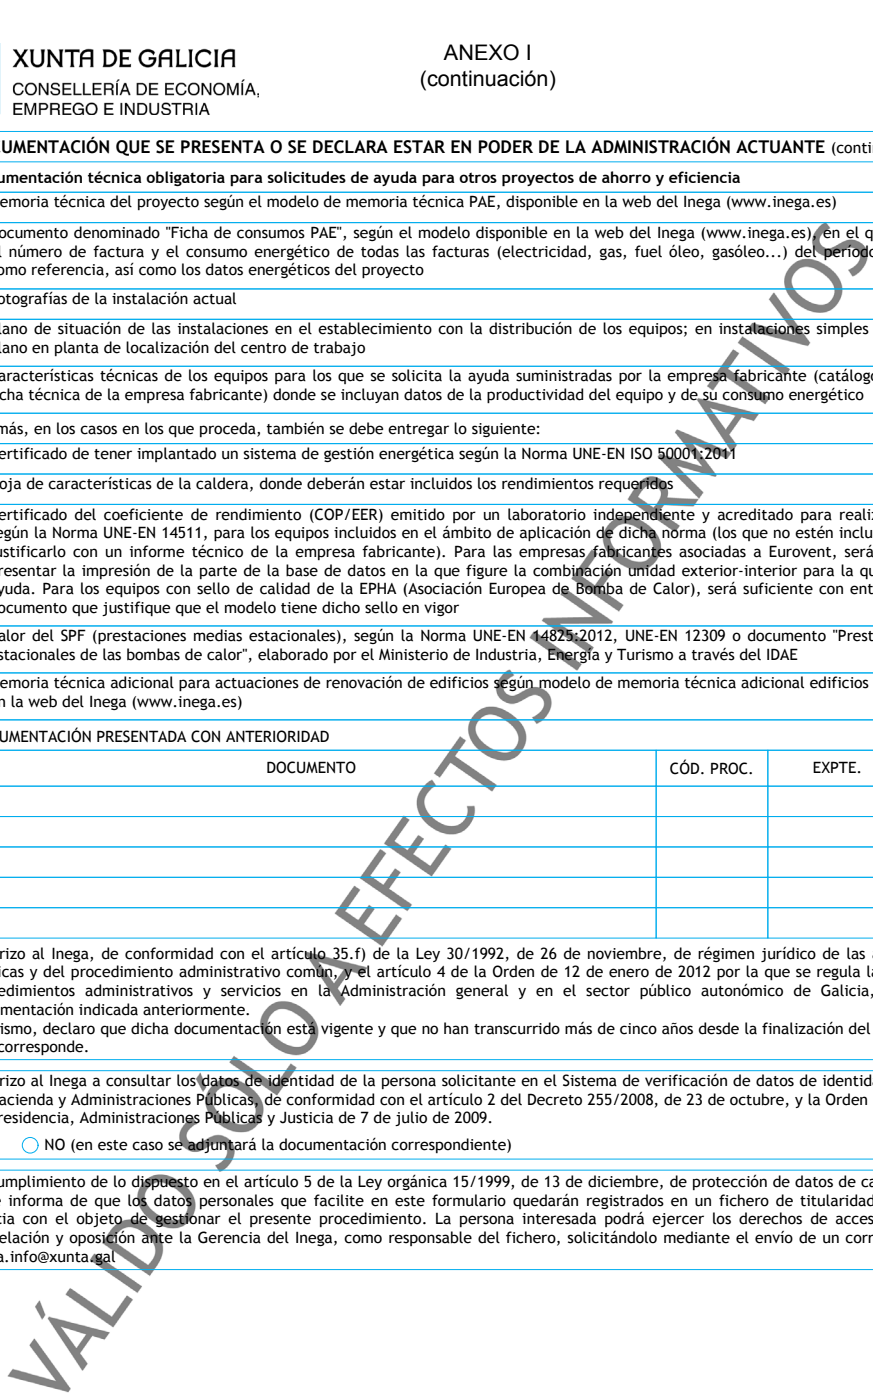 XUNTA DE GALICIA
CONSELLERÍA DE ECONOMÍA,
EMPREGO E INDUSTRIA
ANEXO I
(continuación)
UMENTACIÓN QUE SE PRESENTA O SE DECLARA ESTAR EN PODER DE LA ADMINISTRACIÓN ACTUANTE (conti
umentación técnica obligatoria para solicitudes de ayuda para otros proyectos de ahorro y eficiencia
emoria técnica del proyecto según el modelo de memoria técnica PAE, disponible en la web del Inega (www.inega.es)
ocumento denominado "Ficha de consumos PAE", según el modelo disponible en la web del Inega (www.inega.es), en el q
l número de factura y el consumo energético de todas las facturas (electricidad, gas, fuel óleo, gasóleo...) del período
omo referencia, así como los datos energéticos del proyecto
otografías de la instalación actual
lano de situación de las instalaciones en el establecimiento con la distribución de los equipos; en instalaciones simples
lano en planta de localización del centro de trabajo
aracterísticas técnicas de los equipos para los que se solicita la ayuda suministradas por la empresa fabricante (catálogo
cha técnica de la empresa fabricante) donde se incluyan datos de la productividad del equipo y de su consumo energético
más, en los casos en los que proceda, también se debe entregar lo siguiente:
ertificado de tener implantado un sistema de gestión energética según la Norma UNE-EN ISO 50001:2011
oja de características de la caldera, donde deberán estar incluidos los rendimientos requeridos
ertificado del coeficiente de rendimiento (COP/EER) emitido por un laboratorio independiente y acreditado para realiz
egún la Norma UNE-EN 14511, para los equipos incluidos en el ámbito de aplicación de dicha norma (los que no estén inclu
ustificarlo con un informe técnico de la empresa fabricante). Para las empresas fabricantes asociadas a Eurovent, será
resentar la impresión de la parte de la base de datos en la que figure la combinación unidad exterior-interior para la qu
yuda. Para los equipos con sello de calidad de la EPHA (Asociación Europea de Bomba de Calor), será suficiente con ent
ocumento que justifique que el modelo tiene dicho sello en vigor
alor del SPF (prestaciones medias estacionales), según la Norma UNE-EN 14825:2012, UNE-EN 12309 o documento "Prest
stacionales de las bombas de calor", elaborado por el Ministerio de Industria, Energía y Turismo a través del IDAE
emoria técnica adicional para actuaciones de renovación de edificios según modelo de memoria técnica adicional edificios
n la web del Inega (www.inega.es)
UMENTACIÓN PRESENTADA CON ANTERIORIDAD
DOCUMENTO CÓD. PROC. EXPTE.
rizo al Inega, de conformidad con el artículo 35.f) de la Ley 30/1992, de 26 de noviembre, de régimen jurídico de las
icas y del procedimiento administrativo común, y el artículo 4 de la Orden de 12 de enero de 2012 por la que se regula l
edimientos administrativos y servicios en la Administración general y en el sector público autonómico de Galicia,
mentación indicada anteriormente.
ismo, declaro que dicha documentación está vigente y que no han transcurrido más de cinco años desde la finalización del
corresponde.
rizo al Inega a consultar los datos de identidad de la persona solicitante en el Sistema de verificación de datos de identida
acienda y Administraciones Públicas, de conformidad con el artículo 2 del Decreto 255/2008, de 23 de octubre, y la Orden
residencia, Administraciones Públicas y Justicia de 7 de julio de 2009.
NO (en este caso se adjuntará la documentación correspondiente)
umplimiento de lo dispuesto en el artículo 5 de la Ley orgánica 15/1999, de 13 de diciembre, de protección de datos de ca
e informa de que los datos personales que facilite en este formulario quedarán registrados en un fichero de titularidad
cia con el objeto de gestionar el presente procedimiento. La persona interesada podrá ejercer los derechos de acces
elación y oposición ante la Gerencia del Inega, como responsable del fichero, solicitándolo mediante el envío de un corr
a.info@xunta.gal
VÁLIDO SÓLO A EFECTOS INFORMATIVOS